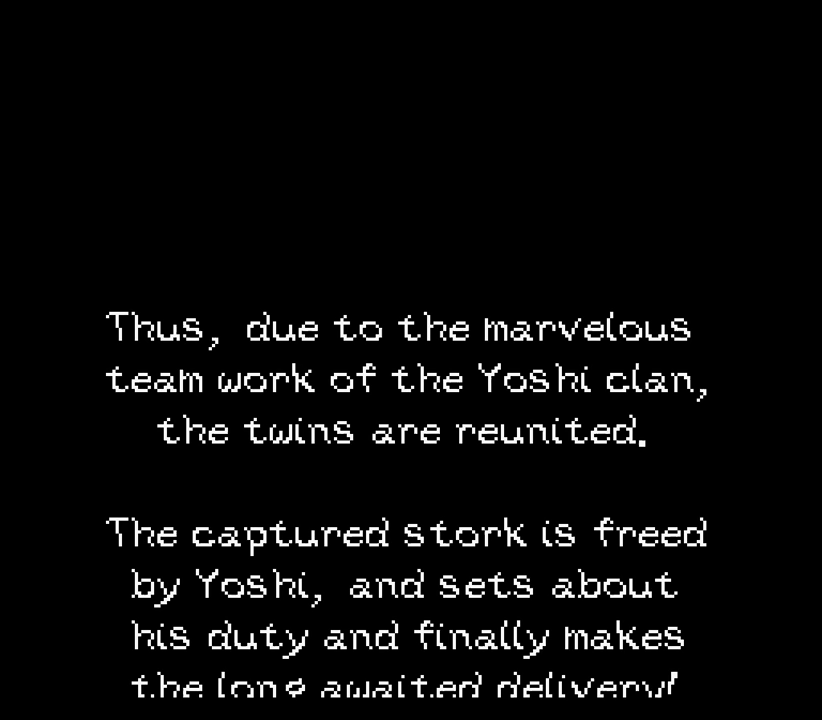 Thus, due to the marvelous
team work of the Yoshi clan,
the twins are reunited.
The captured stork is freed
by Yoshi, and sets about
his duty and finally makes
the long awaited delivery!